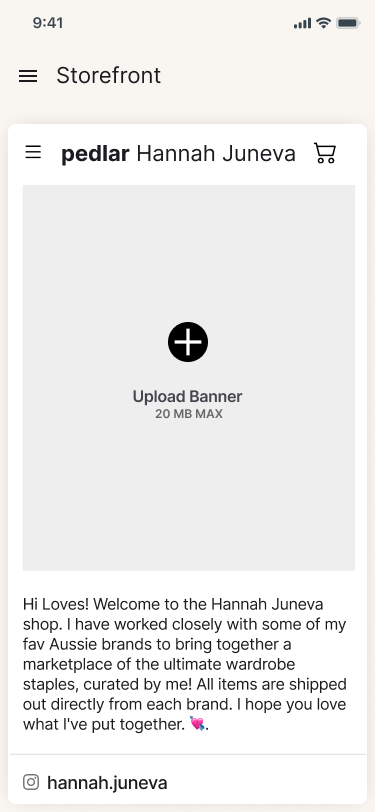 9:41
Storefront
pedlar Hannah Juneva
Upload Banner
20 MB MAX
Hi Loves! Welcome to the Hannah Juneva
shop. I have worked closely with some of my
fav Aussie brands to bring together a
marketplace of the ultimate wardrobe
staples, curated by me! All items are shipped
out directly from each brand. I hope you love
what I've put together. 💘.
hannah.juneva